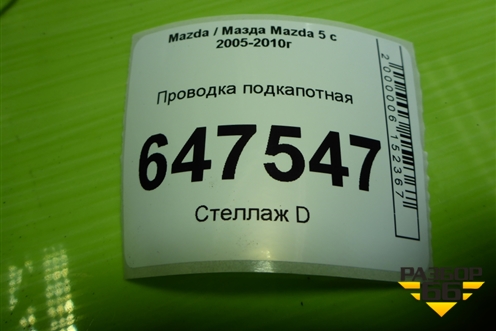 Mazda / Мазда Mazda 5 с
2005-2010г
Проводка подкапотная
647547
Стеллаж D
2000006152367
РАЗБОР
66